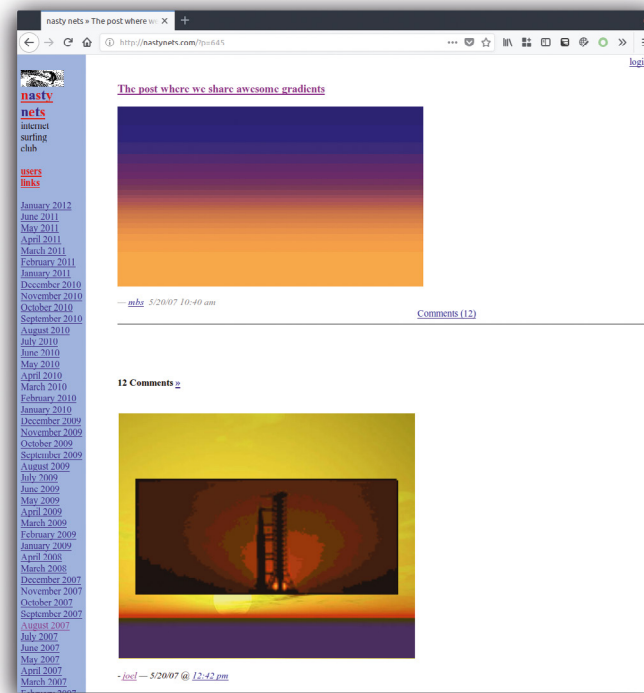 nasty nets » The post where we
http://nastynets.com/?p=645
login
nasty
nets
internet
surfing
club
users
links
January 2012
June 2011
May 2011
April 2011
March 2011
February 2011
January 2011
December 2010
November 2010
October 2010
September 2010
August 2010
July 2010
June 2010
May 2010
April 2010
March 2010
February 2010
January 2010
December 2009
November 2009
October 2009
September 2009
August 2009
July 2009
June 2009
May 2009
April 2009
March 2009
February 2009
January 2009
April 2008
March 2008
December 2007
November 2007
October 2007
September 2007
August 2007
July 2007
June 2007
May 2007
April 2007
March 2007
February 2007
The post where we share awesome gradients
— mbs 5/20/07 10:40 am
Comments (12)
12 Comments »
- joel — 5/20/07 @ 12:42 pm